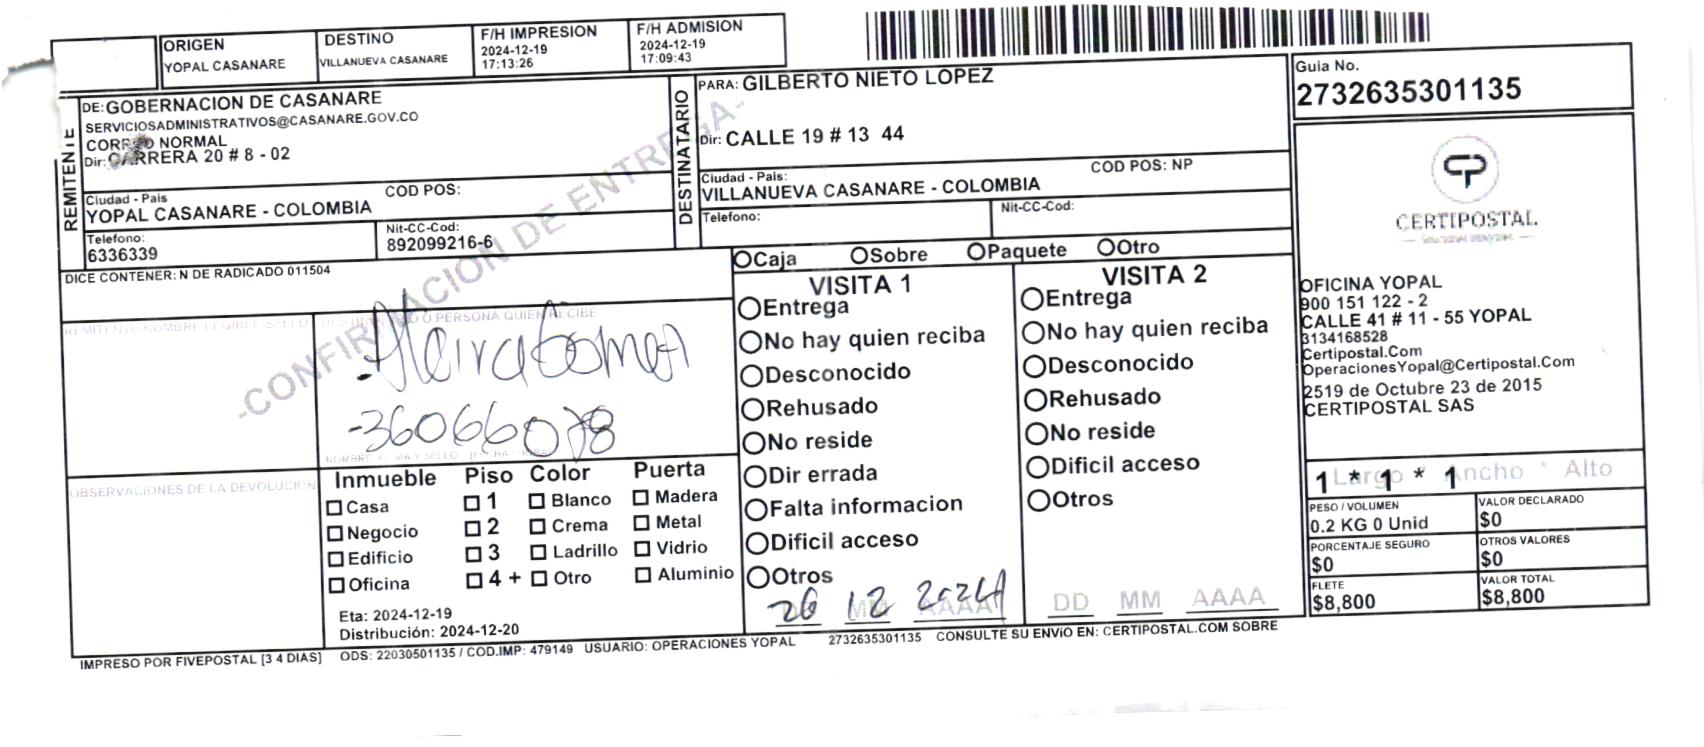 ORIGEN
YOPAL CASANARE
DESTINO
VILLANUEVA CASANARE
F/H IMPRESION
2024-12-19
17:13:26
F/H ADMISION
2024-12-19
17:09:43
REMITENTE
DE: GOBERNACION DE CASANARE
SERVICIOSADMINISTRATIVOS@CASANARE.GOV.CO
CORREO NORMAL
Dir: CARRERA 20 # 8 - 02
Ciudad - Pais
COD POS:
YOPAL CASANARE - COLOMBIA
Telefono:
6336339
Nit-CC-Cod:
892099216-6
DICE CONTENER: N DE RADICADO 011504
DESTINATARIO
PARA: GILBERTO NIETO LOPEZ
Dir: CALLE 19 # 13 44
Ciudad - Pais:
COD POS: NP
VILLANUEVA CASANARE - COLOMBIA
Telefono:
Nit-CC-Cod:
Guia No.
2732635301135
CERTIPOSTAL
OFICINA YOPAL
900 151 122 - 2
CALLE 41 # 11 - 55 YOPAL
3134168528
Certipostal.Com
OperacionesYopal@Certipostal.Com
2519 de Octubre 23 de 2015
CERTIPOSTAL SAS
1 * 1 * 1
Largo * Ancho * Alto
PESO / VOLUMEN
0.2 KG 0 Unid
VALOR DECLARADO
$0
PORCENTAJE SEGURO
$0
OTROS VALORES
$0
FLETE
$8,800
VALOR TOTAL
$8,800
-CONFIRMACION DE ENTREGA-
Caja Sobre Paquete Otro
VISITA 1
Entrega
No hay quien reciba
Desconocido
Rehusado
No reside
Dir errada
Falta informacion
Dificil acceso
Otros
26 12 2024
DD MM AAAA
VISITA 2
Entrega
No hay quien reciba
Desconocido
Rehusado
No reside
Dificil acceso
Otros
DD MM AAAA
REMITENTE-NOMBRE LEGIBLE-SELLO
O PERSONA QUIEN RECIBE
-36066078
OBSERVACIONES DE LA DEVOLUCION
Inmueble
Casa
Negocio
Edificio
Oficina
Piso
1
2
3
4 +
Color
Blanco
Crema
Ladrillo
Otro
Puerta
Madera
Metal
Vidrio
Aluminio
Eta: 2024-12-19
Distribución: 2024-12-20
IMPRESO POR FIVEPOSTAL [3 4 DIAS] ODS: 22030501135 / COD.IMP: 479149 USUARIO: OPERACIONES YOPAL 2732635301135 CONSULTE SU ENVíO EN: CERTIPOSTAL.COM SOBRE